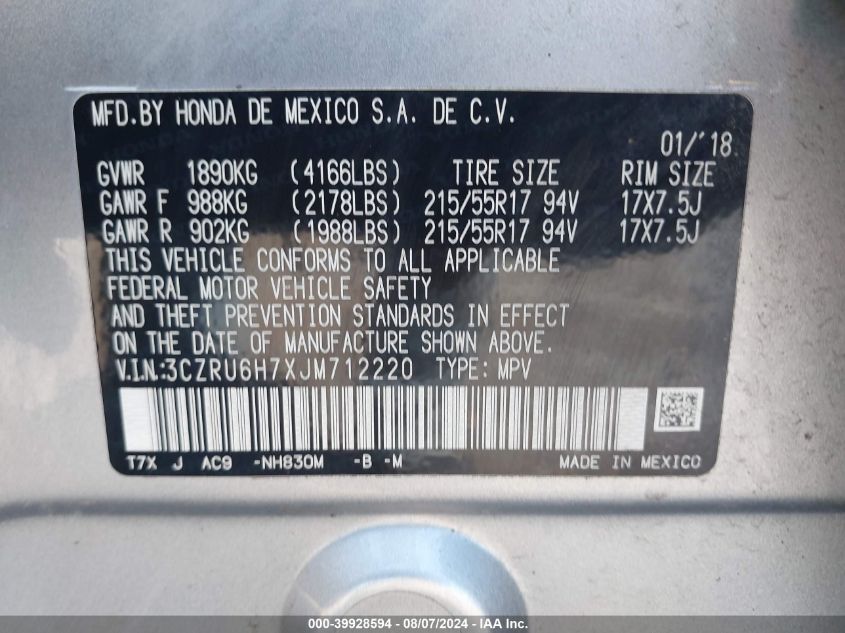 MFD.BY HONDA DE MEXICO S.A. DE C.V.
01/'18
GVWR 1890KG (4166LBS) TIRE SIZE RIM SIZE
GAWR F 988KG (2178LBS) 215/55R17 94V 17X7.5J
GAWR R 902KG (1988LBS) 215/55R17 94V 17X7.5J
THIS VEHICLE CONFORMS TO ALL APPLICABLE
FEDERAL MOTOR VEHICLE SAFETY
AND THEFT PREVENTION STANDARDS IN EFFECT
ON THE DATE OF MANUFACTURE SHOWN ABOVE.
V.I.N.:3CZRU6H7XJM712220 TYPE: MPV
T7X J AC9 -NH830M -B -M MADE IN MEXICO
000-39928594 - 08/07/2024 - IAA Inc.